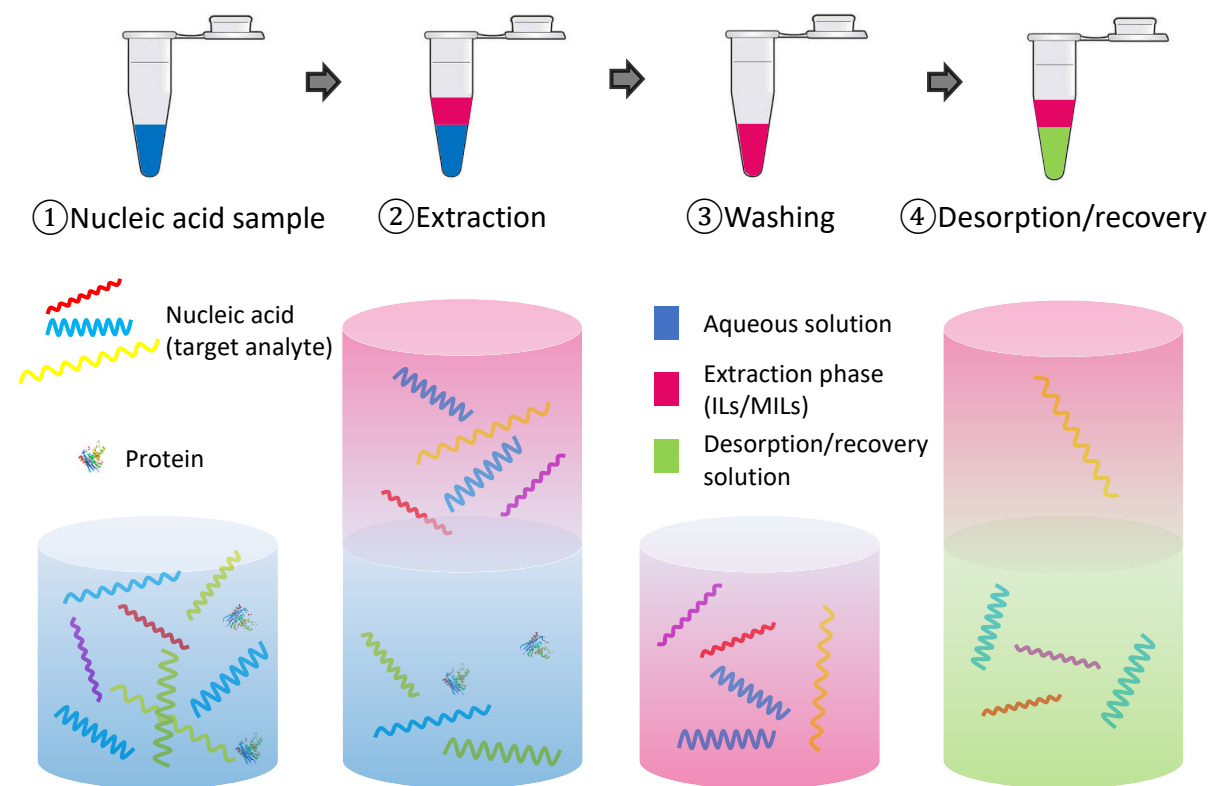 ①Nucleic acid sample
②Extraction
③Washing
④Desorption/recovery
Nucleic acid
(target analyte)
Protein
Aqueous solution
Extraction phase
(ILs/MILs)
Desorption/recovery
solution